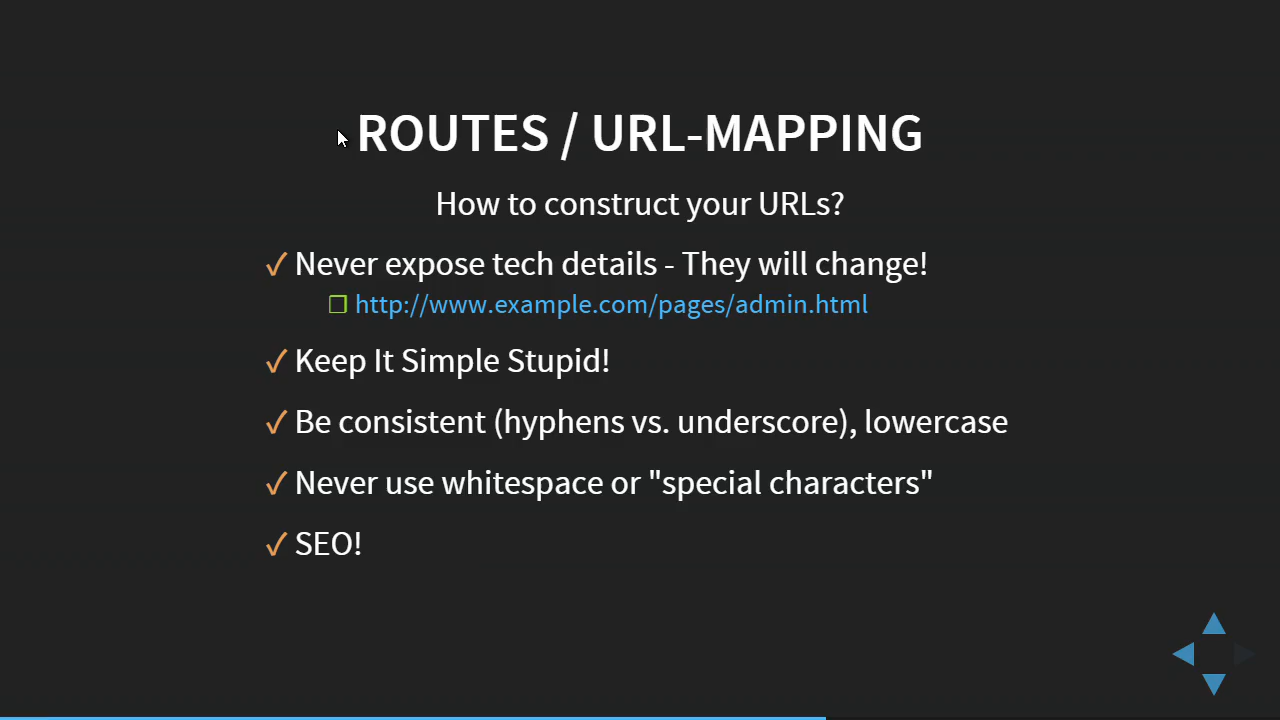 ROUTES / URL-MAPPING
How to construct your URLs?
✓ Never expose tech details - They will change!
❒ http://www.example.com/pages/admin.html
✓ Keep It Simple Stupid!
✓ Be consistent (hyphens vs. underscore), lowercase
✓ Never use whitespace or "special characters"
✓ SEO!